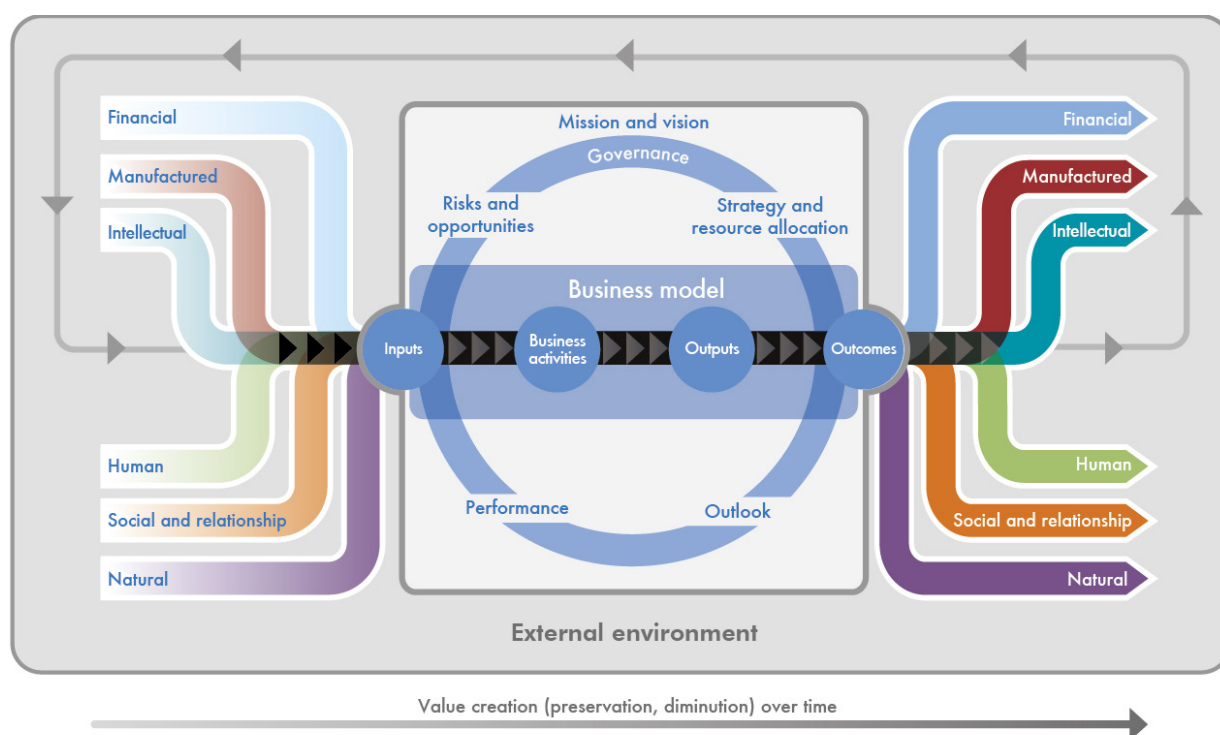 Financial
Manufactured
Intellectual
Human
Social and relationship
Natural
Mission and vision
Governance
Risks and
opportunities
Strategy and
resource allocation
Business model
Inputs
Business
activities
Outputs
Outcomes
Performance
Outlook
Financial
Manufactured
Intellectual
Human
Social and relationship
Natural
External environment
Value creation (preservation, diminution) over time